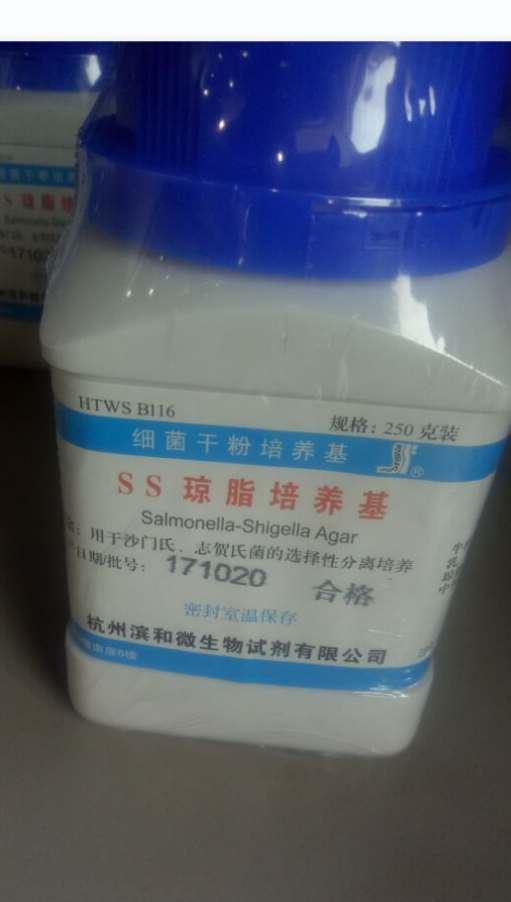 HTWS B116
规格：250 克装
细菌干粉培养基
®
SS 琼脂培养基
Salmonella-Shigella Agar
：用于沙门氏、志贺氏菌的选择性分离培养
日期/批号：171020 合格
密封室温保存
杭州滨和微生物试剂有限公司